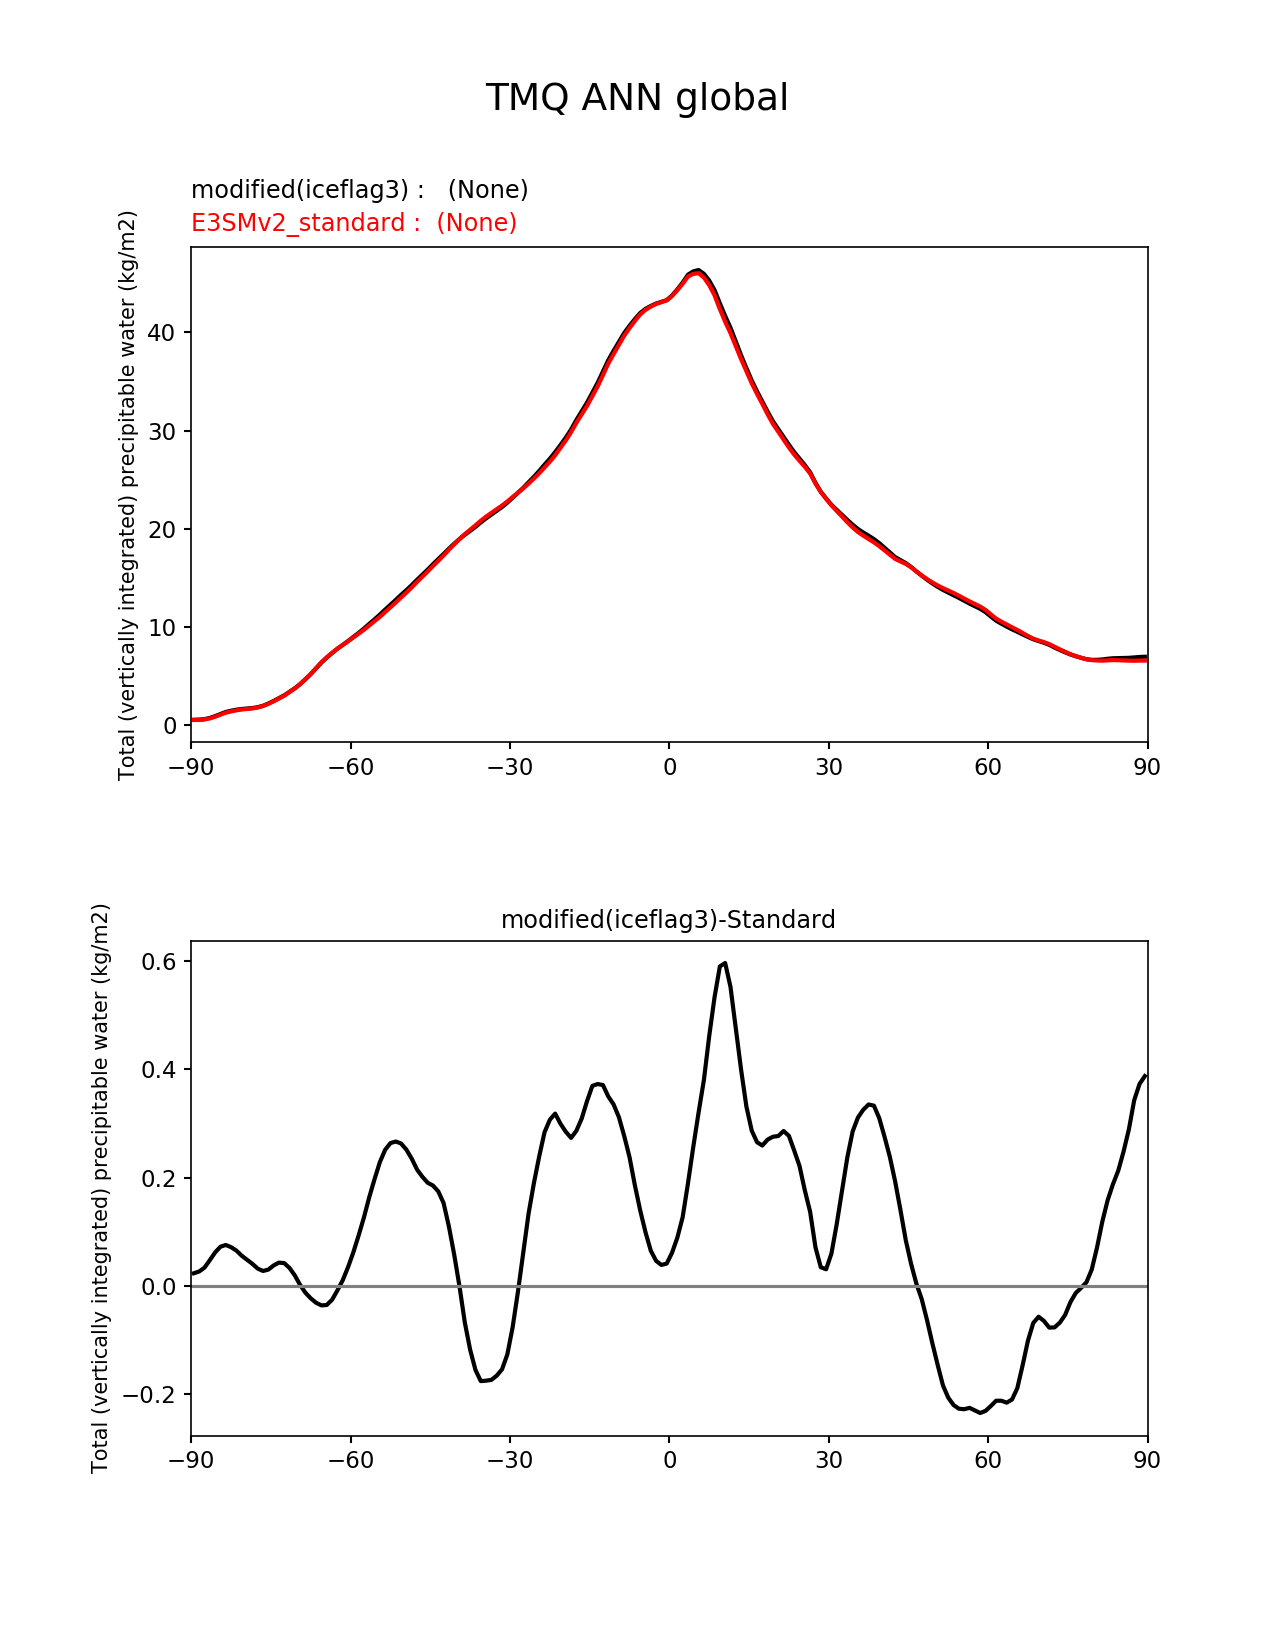 TMQ ANN global
modified(iceflag3) :   (None)
E3SMv2_standard :  (None)
Total (vertically integrated) precipitable water (kg/m2)
40
30
20
10
0
−90 −60 −30 0 30 60 90
modified(iceflag3)-Standard
Total (vertically integrated) precipitable water (kg/m2)
0.6
0.4
0.2
0.0
−0.2
−90 −60 −30 0 30 60 90